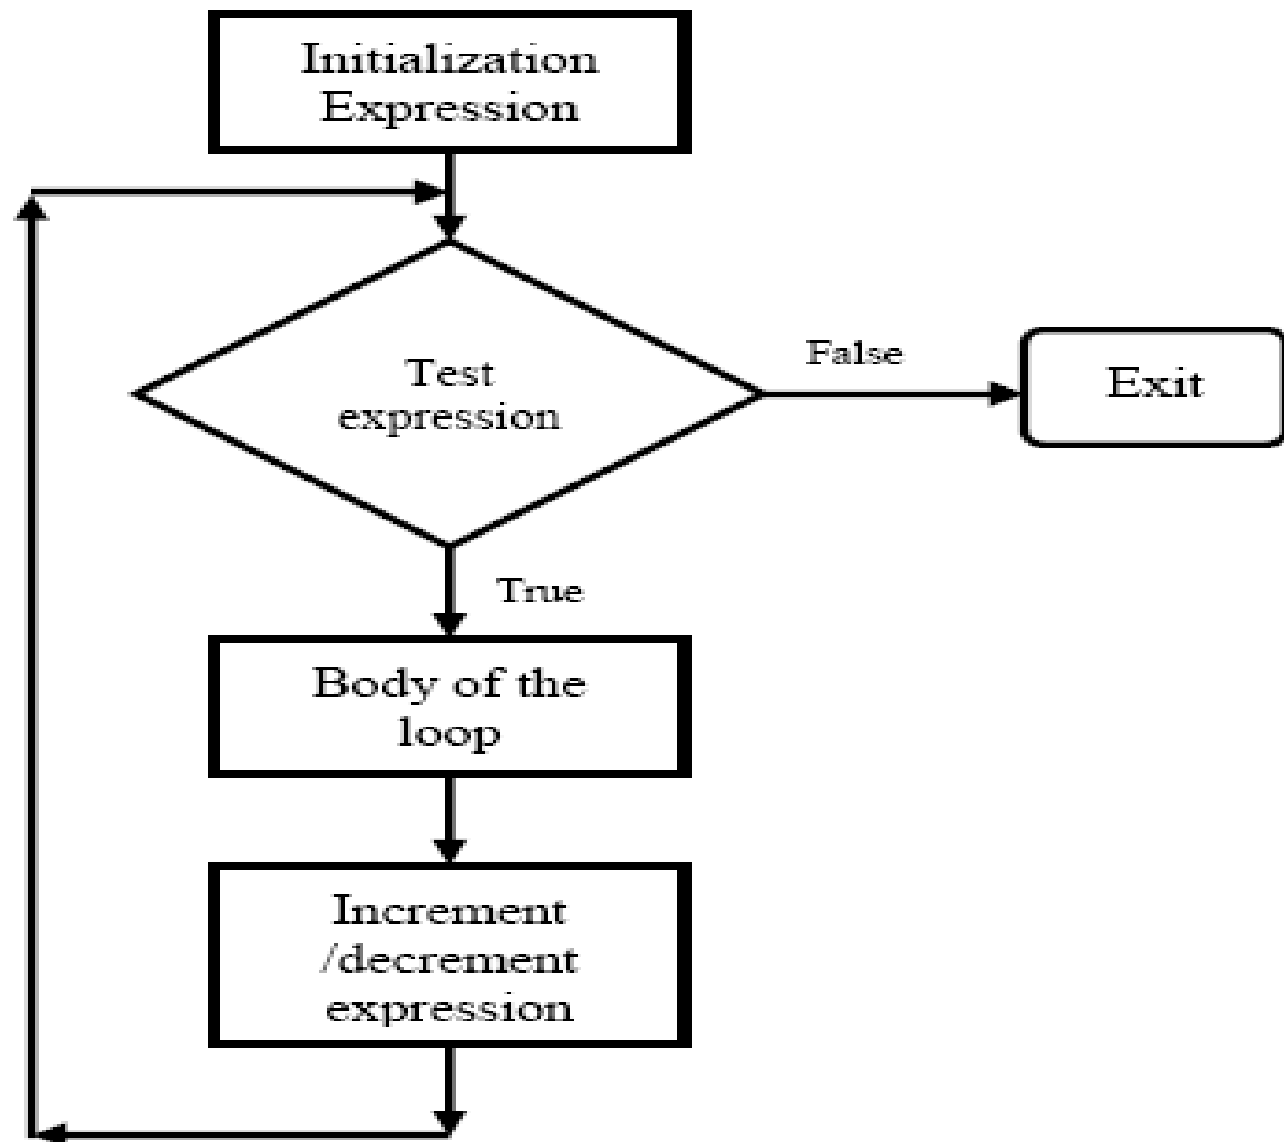 Initialization
Expression
Test
expression
False
Exit
True
Body of the
loop
Increment
/decrement
expression